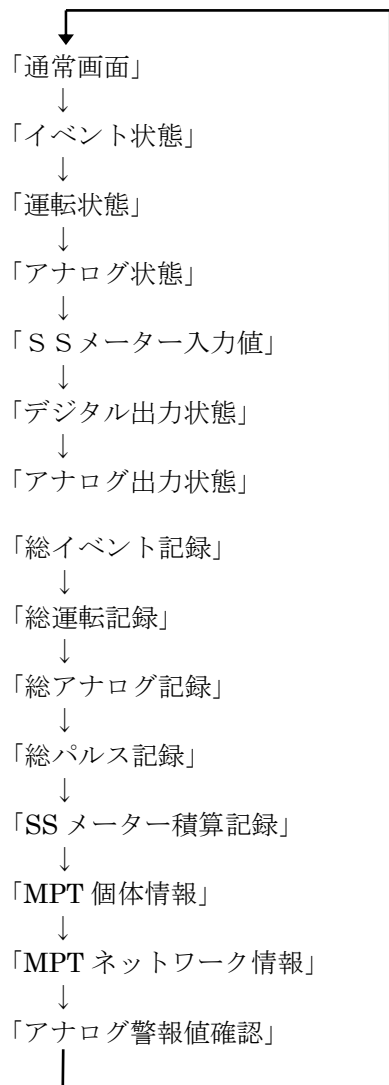 「通常画面」
↓
「イベント状態」
↓
「運転状態」
↓
「アナログ状態」
↓
「ＳＳメーター入力値」
↓
「デジタル出力状態」
↓
「アナログ出力状態」
「総イベント記録」
↓
「総運転記録」
↓
「総アナログ記録」
↓
「総パルス記録」
↓
「SS メーター積算記録」
↓
「MPT 個体情報」
↓
「MPT ネットワーク情報」
↓
「アナログ警報値確認」